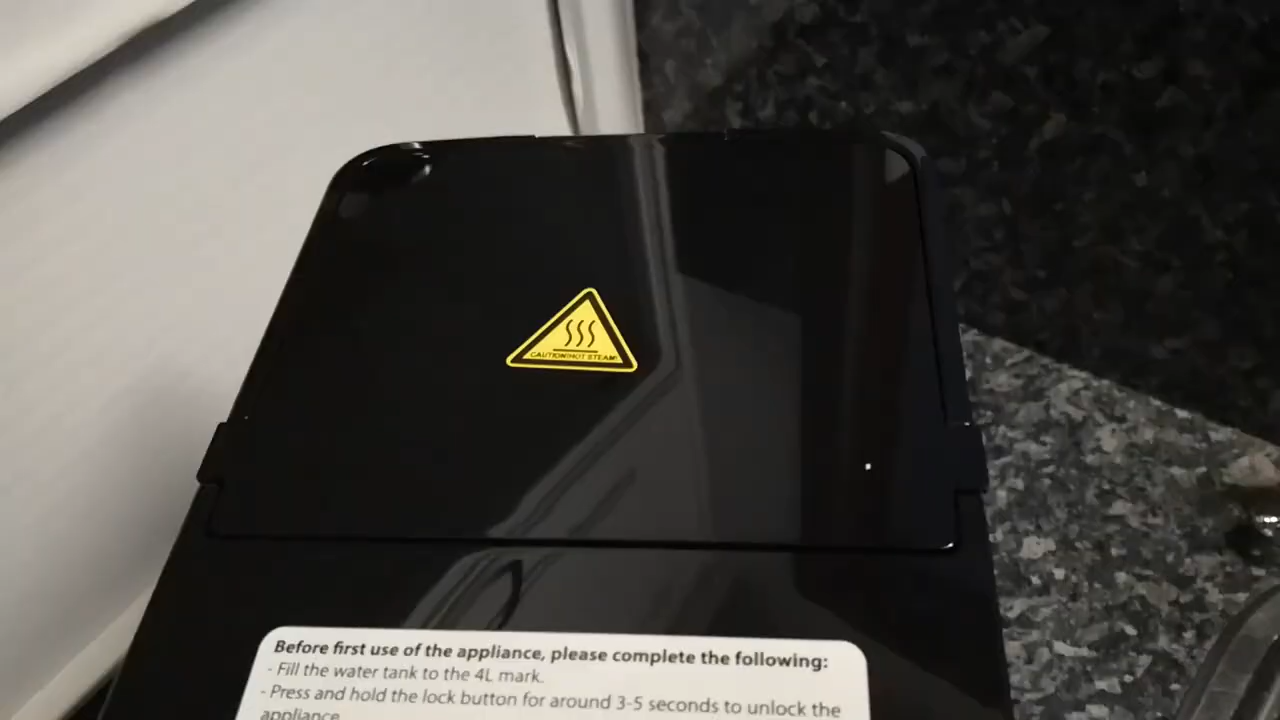 CAUTION!HOT STEAM!
Before first use of the appliance, please complete the following:
- Fill the water tank to the 4L mark.
- Press and hold the lock button for around 3-5 seconds to unlock the
appliance